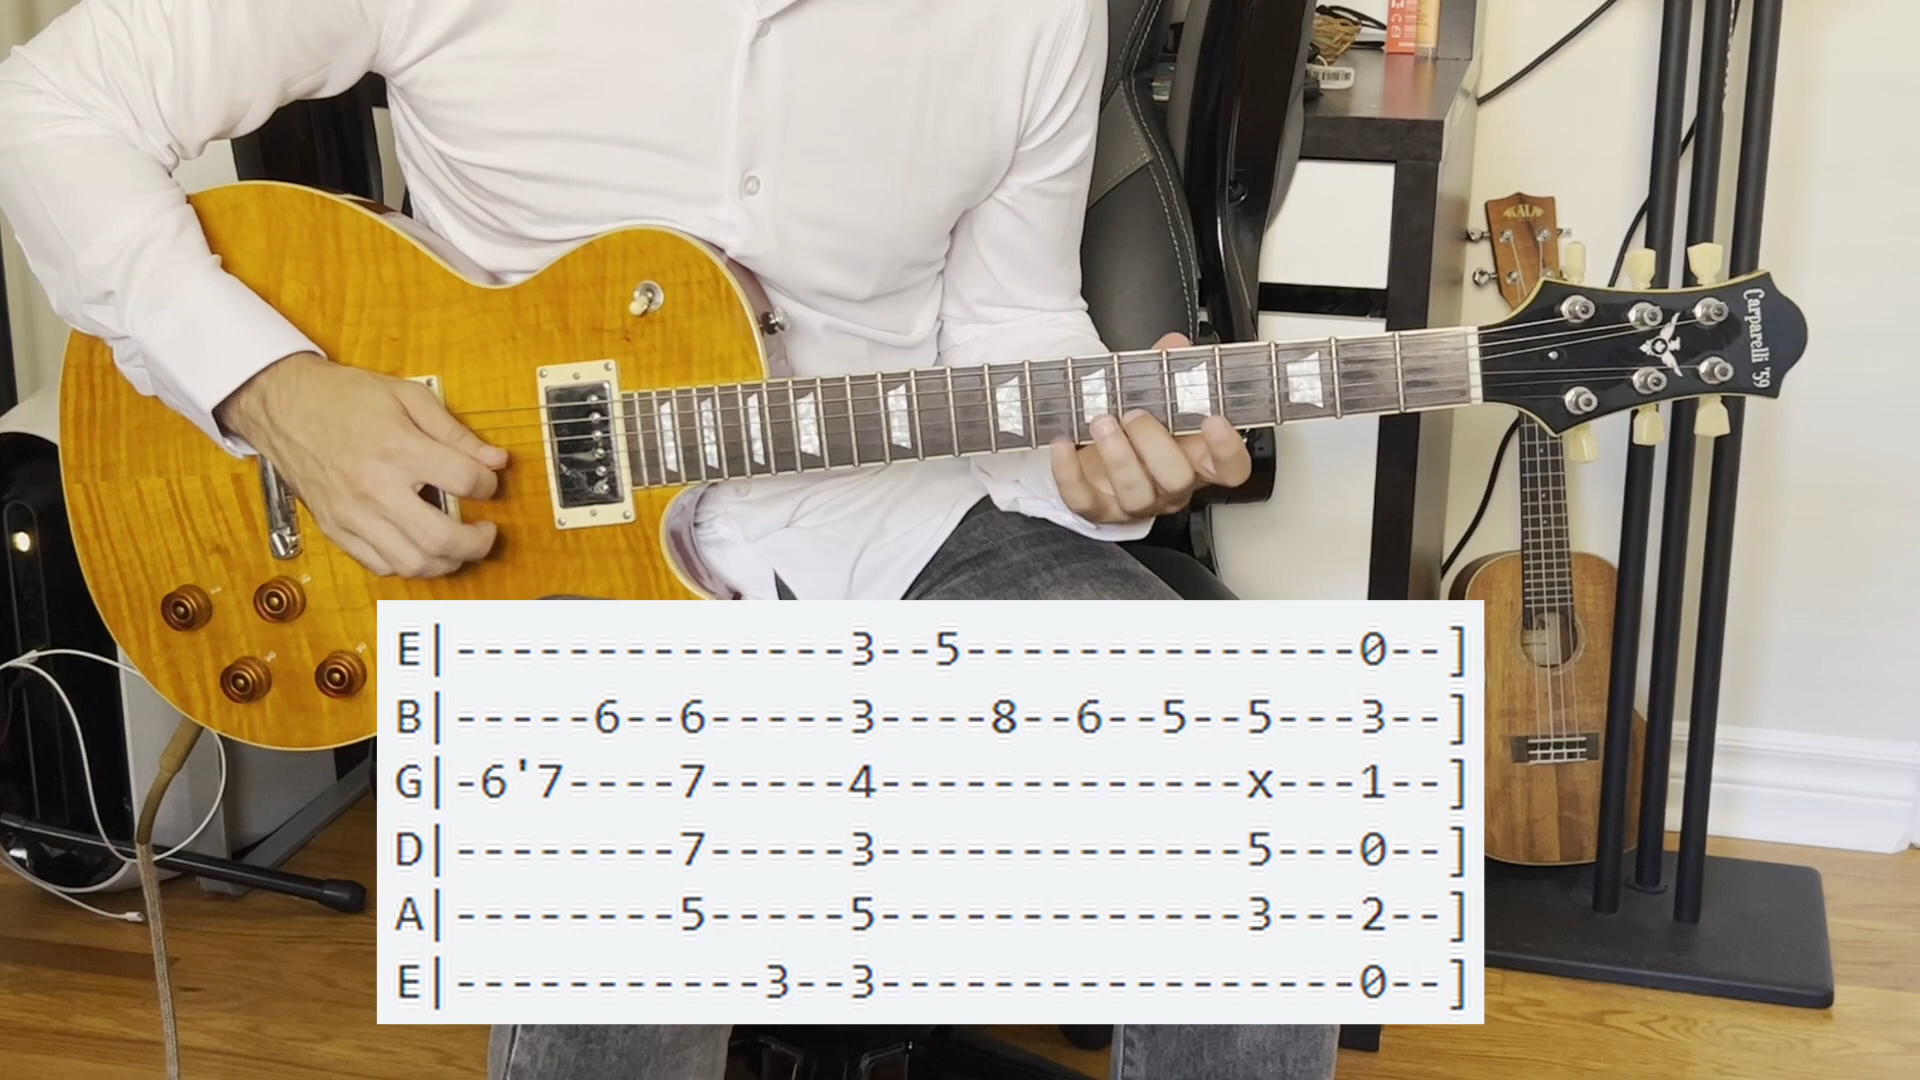 KALA
Carparelli '59
E|--------------3--5--------------0--]
B|-----6--6-----3----8--6--5--5---3--]
G|-6'7----7-----4-------------x---1--]
D|--------7-----3-------------5---0--]
A|--------5-----5-------------3---2--]
E|-----------3--3-----------------0--]